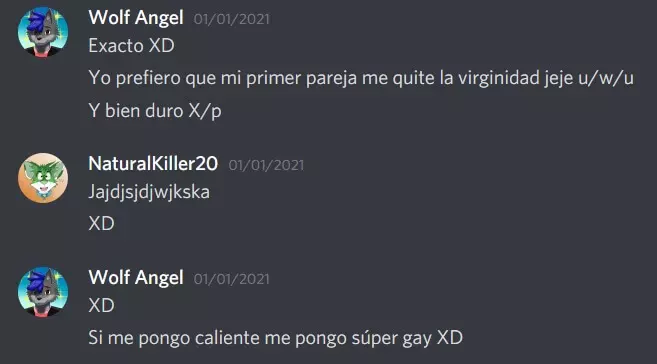 Wolf Angel 01/01/2021
Exacto XD
Yo prefiero que mi primer pareja me quite la virginidad jeje u/w/u
Y bien duro X/p
NaturalKiller20 01/01/2021
Jajdjsjdjwjkska
XD
Wolf Angel 01/01/2021
XD
Si me pongo caliente me pongo súper gay XD